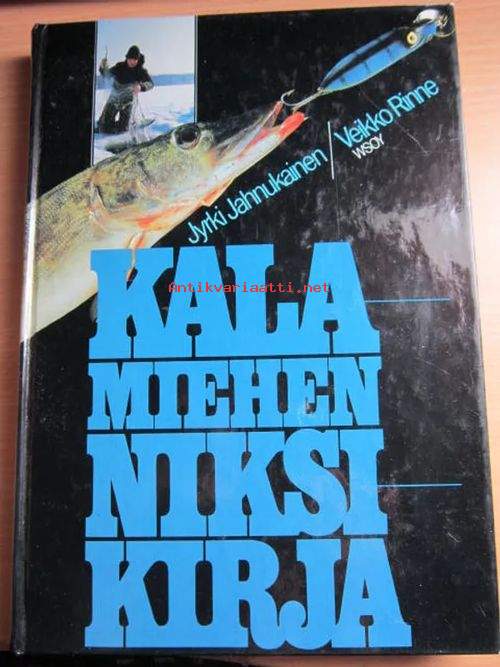 Jyrki Jahnukainen / Veikko Rinne
WSOY
KALA
Antikvariaatti.net
MIEHEN
NIKSI
KIRJA